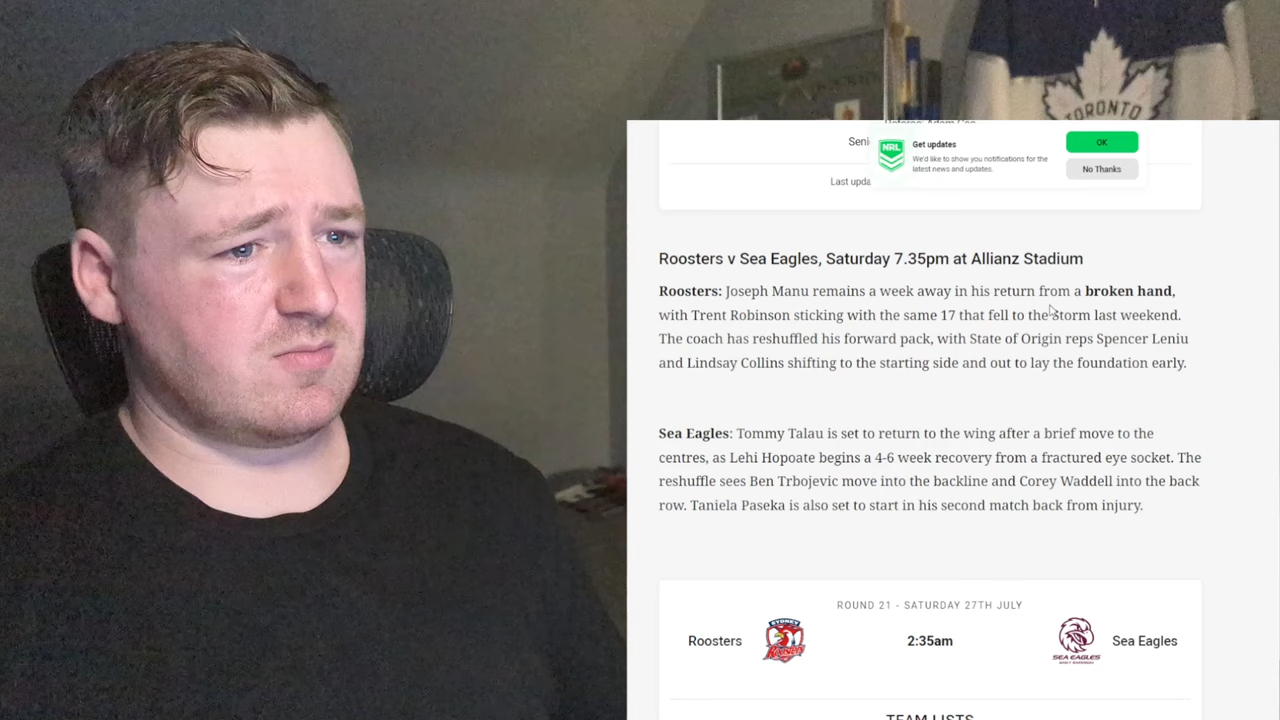 TORONTO
Seni
Get updates
NRL
We'd like to show you notifications for the
latest news and updates.
OK
No Thanks
Last upda
Roosters v Sea Eagles, Saturday 7.35pm at Allianz Stadium
Roosters: Joseph Manu remains a week away in his return from a broken hand,
with Trent Robinson sticking with the same 17 that fell to the Storm last weekend.
The coach has reshuffled his forward pack, with State of Origin reps Spencer Leniu
and Lindsay Collins shifting to the starting side and out to lay the foundation early.
Sea Eagles: Tommy Talau is set to return to the wing after a brief move to the
centres, as Lehi Hopoate begins a 4-6 week recovery from a fractured eye socket. The
reshuffle sees Ben Trbojevic move into the backline and Corey Waddell into the back
row. Taniela Paseka is also set to start in his second match back from injury.
ROUND 21 - SATURDAY 27TH JULY
Roosters
SYDNEY
Roosters
2:35am
SEA EAGLES
Sea Eagles
TEAM LISTS